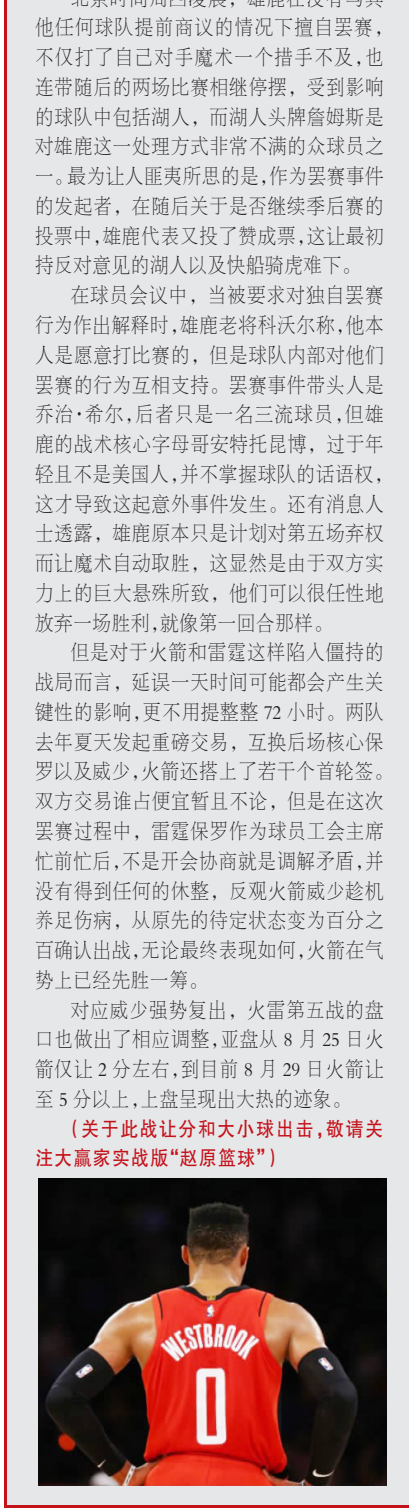 北京时间周四凌晨，雄鹿在没有与其
他任何球队提前商议的情况下擅自罢赛，
不仅打了自己对手魔术一个措手不及,也
连带随后的两场比赛相继停摆，受到影响
的球队中包括湖人，而湖人头牌詹姆斯是
对雄鹿这一处理方式非常不满的众球员之
一。最为让人匪夷所思的是,作为罢赛事件
的发起者，在随后关于是否继续季后赛的
投票中,雄鹿代表又投了赞成票,这让最初
持反对意见的湖人以及快船骑虎难下。
在球员会议中，当被要求对独自罢赛
行为作出解释时,雄鹿老将科沃尔称,他本
人是愿意打比赛的，但是球队内部对他们
罢赛的行为互相支持。罢赛事件带头人是
乔治·希尔,后者只是一名三流球员,但雄
鹿的战术核心字母哥安特托昆博，过于年
轻且不是美国人,并不掌握球队的话语权，
这才导致这起意外事件发生。还有消息人
士透露，雄鹿原本只是计划对第五场弃权
而让魔术自动取胜，这显然是由于双方实
力上的巨大悬殊所致，他们可以很任性地
放弃一场胜利,就像第一回合那样。
但是对于火箭和雷霆这样陷入僵持的
战局而言，延误一天时间可能都会产生关
键性的影响,更不用提整整 72 小时。两队
去年夏天发起重磅交易，互换后场核心保
罗以及威少,火箭还搭上了若干个首轮签。
双方交易谁占便宜暂且不论，但是在这次
罢赛过程中，雷霆保罗作为球员工会主席
忙前忙后,不是开会协商就是调解矛盾,并
没有得到任何的休整，反观火箭威少趁机
养足伤病，从原先的待定状态变为百分之
百确认出战,无论最终表现如何,火箭在气
势上已经先胜一筹。
对应威少强势复出，火雷第五战的盘
口也做出了相应调整,亚盘从 8 月 25 日火
箭仅让 2 分左右,到目前 8 月 29 日火箭让
至 5 分以上,上盘呈现出大热的迹象。
(关于此战让分和大小球出击,敬请关
注大赢家实战版“赵原篮球”)
WESTBROOK
0